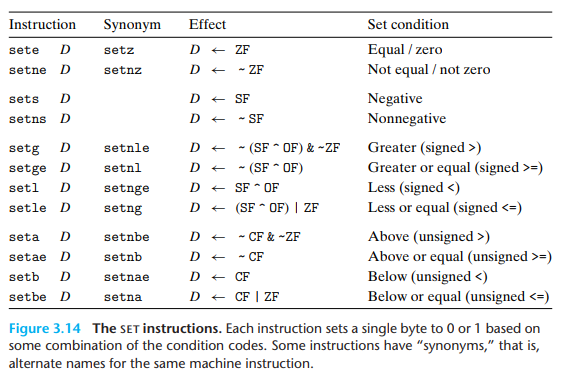 Instruction Synonym Effect Set condition
sete D setz D ← ZF Equal / zero
setne D setnz D ← ~ ZF Not equal / not zero
sets D D ← SF Negative
setns D D ← ~ SF Nonnegative
setg D setnle D ← ~ (SF ^ OF) & ~ZF Greater (signed >)
setge D setnl D ← ~ (SF ^ OF) Greater or equal (signed >=)
setl D setnge D ← SF ^ OF Less (signed <)
setle D setng D ← (SF ^ OF) | ZF Less or equal (signed <=)
seta D setnbe D ← ~ CF & ~ZF Above (unsigned >)
setae D setnb D ← ~ CF Above or equal (unsigned >=)
setb D setnae D ← CF Below (unsigned <)
setbe D setna D ← CF | ZF Below or equal (unsigned <=)
Figure 3.14 The SET instructions. Each instruction sets a single byte to 0 or 1 based on
some combination of the condition codes. Some instructions have “synonyms,” that is,
alternate names for the same machine instruction.